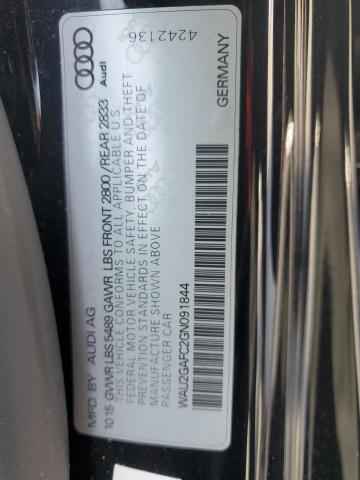 MFD. BY AUDI AG
10 15 GVWR LBS 5489 GAWR LBS FRONT 2800 / REAR 2833
THIS VEHICLE CONFORMS TO ALL APPLICABLE U.S.
FEDERAL MOTOR VEHICLE SAFETY, BUMPER AND THEFT
PREVENTION STANDARDS IN EFFECT ON THE DATE OF
MANUFACTURE SHOWN ABOVE
PASSENGER CAR
WAU2GAFC2GN091844
GERMANY
Audi
4242136